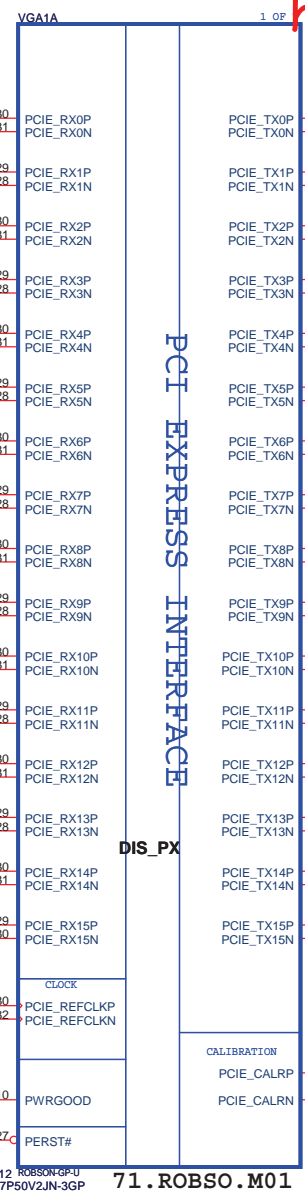 VGA1A
1 OF
PCIE_RX0P
PCIE_RX0N
PCIE_RX1P
PCIE_RX1N
PCIE_RX2P
PCIE_RX2N
PCIE_RX3P
PCIE_RX3N
PCIE_RX4P
PCIE_RX4N
PCIE_RX5P
PCIE_RX5N
PCIE_RX6P
PCIE_RX6N
PCIE_RX7P
PCIE_RX7N
PCIE_RX8P
PCIE_RX8N
PCIE_RX9P
PCIE_RX9N
PCIE_RX10P
PCIE_RX10N
PCIE_RX11P
PCIE_RX11N
PCIE_RX12P
PCIE_RX12N
PCIE_RX13P
PCIE_RX13N
PCIE_RX14P
PCIE_RX14N
PCIE_RX15P
PCIE_RX15N
CLOCK
PCIE_REFCLKP
PCIE_REFCLKN
PWRGOOD
PERST#
PCI EXPRESS INTERFACE
DIS_PX
PCIE_TX0P
PCIE_TX0N
PCIE_TX1P
PCIE_TX1N
PCIE_TX2P
PCIE_TX2N
PCIE_TX3P
PCIE_TX3N
PCIE_TX4P
PCIE_TX4N
PCIE_TX5P
PCIE_TX5N
PCIE_TX6P
PCIE_TX6N
PCIE_TX7P
PCIE_TX7N
PCIE_TX8P
PCIE_TX8N
PCIE_TX9P
PCIE_TX9N
PCIE_TX10P
PCIE_TX10N
PCIE_TX11P
PCIE_TX11N
PCIE_TX12P
PCIE_TX12N
PCIE_TX13P
PCIE_TX13N
PCIE_TX14P
PCIE_TX14N
PCIE_TX15P
PCIE_TX15N
CALIBRATION
PCIE_CALRP
PCIE_CALRN
12 ROBSON-GP-U
7P50V2JN-3GP
71.ROBSO.M01